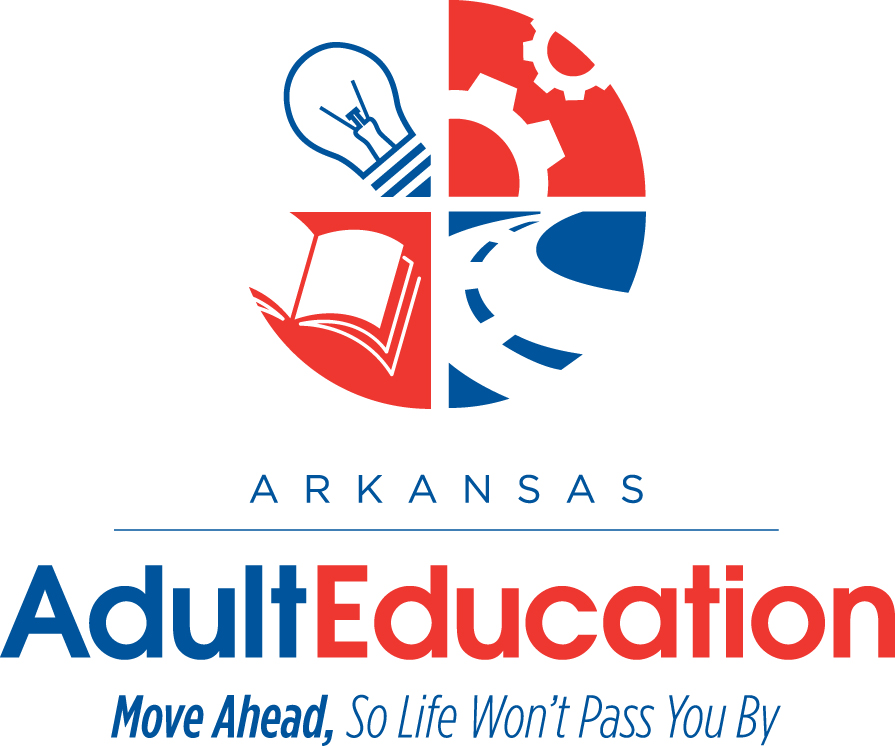 ARKANSAS
AdultEducation
Move Ahead, So Life Won't Pass You By